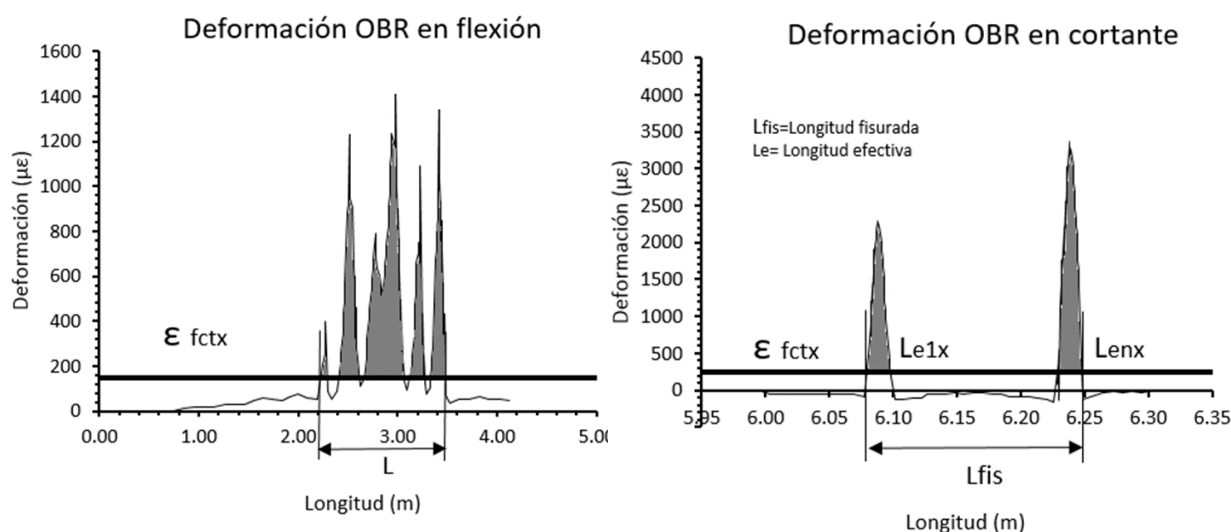 Deformación OBR en flexión
1600
1400
1200
1000
800
600
400
200
0
Deformación (με)
ε fctx
0.00 1.00 2.00 3.00 4.00 5.00
L
Longitud (m)
Deformación OBR en cortante
4500
4000
3500
3000
2500
2000
1500
1000
500
0
Deformación (με)
Lfis=Longitud fisurada
Le= Longitud efectiva
ε fctx
Le1x
Lenx
5.95 6.00 6.05 6.10 6.15 6.20 6.25 6.30 6.35
Lfis
Longitud (m)